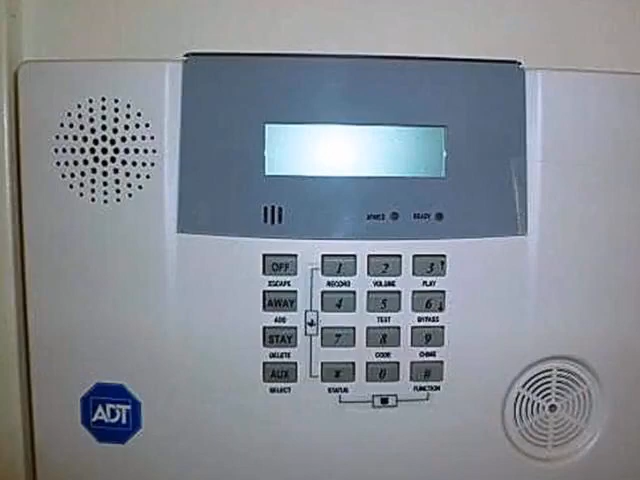 ARMED READY
OFF 1 2 3
ESCAPE RECORD VOLUME PLAY
AWAY 4 5 6
ADD TEST BYPASS
STAY 7 8 9
DELETE CODE CHIME
AUX * 0 #
SELECT STATUS FUNCTION
ADT